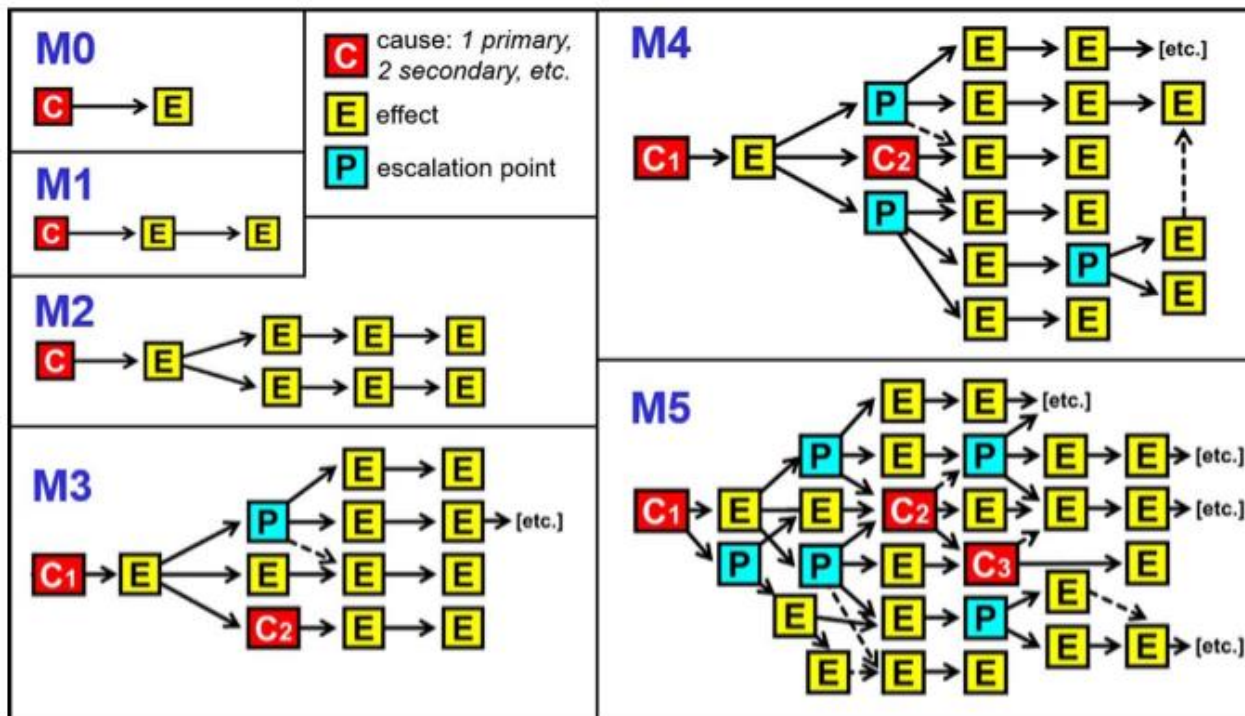 M0
C E
cause: 1 primary,
2 secondary, etc.
C
E effect
P escalation point
M1
C E E
M2
C E
E E E
E E E
M3
E E
P E E [etc.]
C1 E E E E
C2 E E
M4
E E [etc.]
P E E E
C1 E C2 E E
P E E
E P E
E
E E
M5
E E [etc.]
P E P E E [etc.]
C1 E E C2 E E E [etc.]
P P E C3 E
E E P E
E E [etc.]
E E E